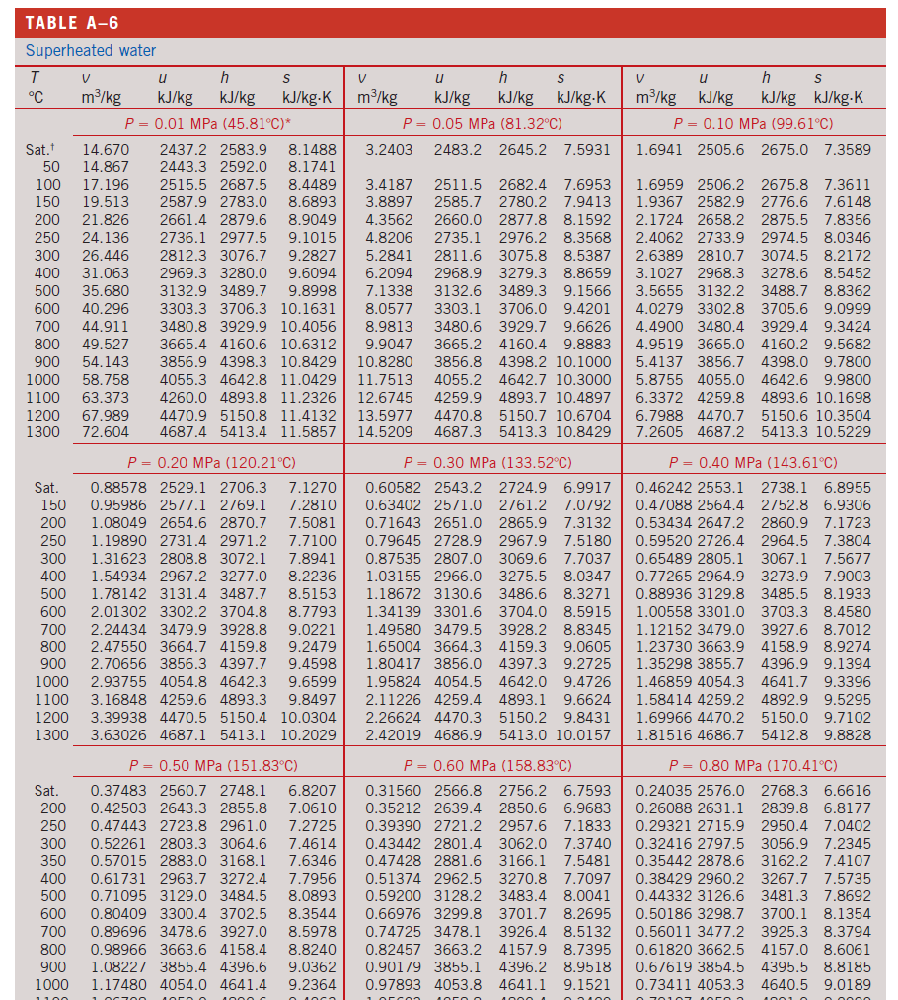 TABLE A–6
Superheated water
T v u h s v u h s v u h s
°C m³/kg kJ/kg kJ/kg kJ/kg·K m³/kg kJ/kg kJ/kg kJ/kg·K m³/kg kJ/kg kJ/kg kJ/kg·K
P = 0.01 MPa (45.81°C)* P = 0.05 MPa (81.32°C) P = 0.10 MPa (99.61°C)
Sat.† 14.670 2437.2 2583.9 8.1488 3.2403 2483.2 2645.2 7.5931 1.6941 2505.6 2675.0 7.3589
50 14.867 2443.3 2592.0 8.1741
100 17.196 2515.5 2687.5 8.4489 3.4187 2511.5 2682.4 7.6953 1.6959 2506.2 2675.8 7.3611
150 19.513 2587.9 2783.0 8.6893 3.8897 2585.7 2780.2 7.9413 1.9367 2582.9 2776.6 7.6148
200 21.826 2661.4 2879.6 8.9049 4.3562 2660.0 2877.8 8.1592 2.1724 2658.2 2875.5 7.8356
250 24.136 2736.1 2977.5 9.1015 4.8206 2735.1 2976.2 8.3568 2.4062 2733.9 2974.5 8.0346
300 26.446 2812.3 3076.7 9.2827 5.2841 2811.6 3075.8 8.5387 2.6389 2810.7 3074.5 8.2172
400 31.063 2969.3 3280.0 9.6094 6.2094 2968.9 3279.3 8.8659 3.1027 2968.3 3278.6 8.5452
500 35.680 3132.9 3489.7 9.8998 7.1338 3132.6 3489.3 9.1566 3.5655 3132.2 3488.7 8.8362
600 40.296 3303.3 3706.3 10.1631 8.0577 3303.1 3706.0 9.4201 4.0279 3302.8 3705.6 9.0999
700 44.911 3480.8 3929.9 10.4056 8.9813 3480.6 3929.7 9.6626 4.4900 3480.4 3929.4 9.3424
800 49.527 3665.4 4160.6 10.6312 9.9047 3665.2 4160.4 9.8883 4.9519 3665.0 4160.2 9.5682
900 54.143 3856.9 4398.3 10.8429 10.8280 3856.8 4398.2 10.1000 5.4137 3856.7 4398.0 9.7800
1000 58.758 4055.3 4642.8 11.0429 11.7513 4055.2 4642.7 10.3000 5.8755 4055.0 4642.6 9.9800
1100 63.373 4260.0 4893.8 11.2326 12.6745 4259.9 4893.7 10.4897 6.3372 4259.8 4893.6 10.1698
1200 67.989 4470.9 5150.8 11.4132 13.5977 4470.8 5150.7 10.6704 6.7988 4470.7 5150.6 10.3504
1300 72.604 4687.4 5413.4 11.5857 14.5209 4687.3 5413.3 10.8429 7.2605 4687.2 5413.3 10.5229
P = 0.20 MPa (120.21°C) P = 0.30 MPa (133.52°C) P = 0.40 MPa (143.61°C)
Sat. 0.88578 2529.1 2706.3 7.1270 0.60582 2543.2 2724.9 6.9917 0.46242 2553.1 2738.1 6.8955
150 0.95986 2577.1 2769.1 7.2810 0.63402 2571.0 2761.2 7.0792 0.47088 2564.4 2752.8 6.9306
200 1.08049 2654.6 2870.7 7.5081 0.71643 2651.0 2865.9 7.3132 0.53434 2647.2 2860.9 7.1723
250 1.19890 2731.4 2971.2 7.7100 0.79645 2728.9 2967.9 7.5180 0.59520 2726.4 2964.5 7.3804
300 1.31623 2808.8 3072.1 7.8941 0.87535 2807.0 3069.6 7.7037 0.65489 2805.1 3067.1 7.5677
400 1.54934 2967.2 3277.0 8.2236 1.03155 2966.0 3275.5 8.0347 0.77265 2964.9 3273.9 7.9003
500 1.78142 3131.4 3487.7 8.5153 1.18672 3130.6 3486.6 8.3271 0.88936 3129.8 3485.5 8.1933
600 2.01302 3302.2 3704.8 8.7793 1.34139 3301.6 3704.0 8.5915 1.00558 3301.0 3703.3 8.4580
700 2.24434 3479.9 3928.8 9.0221 1.49580 3479.5 3928.2 8.8345 1.12152 3479.0 3927.6 8.7012
800 2.47550 3664.7 4159.8 9.2479 1.65004 3664.3 4159.3 9.0605 1.23730 3663.9 4158.9 8.9274
900 2.70656 3856.3 4397.7 9.4598 1.80417 3856.0 4397.3 9.2725 1.35298 3855.7 4396.9 9.1394
1000 2.93755 4054.8 4642.3 9.6599 1.95824 4054.5 4642.0 9.4726 1.46859 4054.3 4641.7 9.3396
1100 3.16848 4259.6 4893.3 9.8497 2.11226 4259.4 4893.1 9.6624 1.58414 4259.2 4892.9 9.5295
1200 3.39938 4470.5 5150.4 10.0304 2.26624 4470.3 5150.2 9.8431 1.69966 4470.2 5150.0 9.7102
1300 3.63026 4687.1 5413.1 10.2029 2.42019 4686.9 5413.0 10.0157 1.81516 4686.7 5412.8 9.8828
P = 0.50 MPa (151.83°C) P = 0.60 MPa (158.83°C) P = 0.80 MPa (170.41°C)
Sat. 0.37483 2560.7 2748.1 6.8207 0.31560 2566.8 2756.2 6.7593 0.24035 2576.0 2768.3 6.6616
200 0.42503 2643.3 2855.8 7.0610 0.35212 2639.4 2850.6 6.9683 0.26088 2631.1 2839.8 6.8177
250 0.47443 2723.8 2961.0 7.2725 0.39390 2721.2 2957.6 7.1833 0.29321 2715.9 2950.4 7.0402
300 0.52261 2803.3 3064.6 7.4614 0.43442 2801.4 3062.0 7.3740 0.32416 2797.5 3056.9 7.2345
350 0.57015 2883.0 3168.1 7.6346 0.47428 2881.6 3166.1 7.5481 0.35442 2878.6 3162.2 7.4107
400 0.61731 2963.7 3272.4 7.7956 0.51374 2962.5 3270.8 7.7097 0.38429 2960.2 3267.7 7.5735
500 0.71095 3129.0 3484.5 8.0893 0.59200 3128.2 3483.4 8.0041 0.44332 3126.6 3481.3 7.8692
600 0.80409 3300.4 3702.5 8.3544 0.66976 3299.8 3701.7 8.2695 0.50186 3298.7 3700.1 8.1354
700 0.89696 3478.6 3927.0 8.5978 0.74725 3478.1 3926.4 8.5132 0.56011 3477.2 3925.3 8.3794
800 0.98966 3663.6 4158.4 8.8240 0.82457 3663.2 4157.9 8.7395 0.61820 3662.5 4157.0 8.6061
900 1.08227 3855.4 4396.6 9.0362 0.90179 3855.1 4396.2 8.9518 0.67619 3854.5 4395.5 8.8185
1000 1.17480 4054.0 4641.4 9.2364 0.97893 4053.8 4641.1 9.1521 0.73411 4053.3 4640.5 9.0189